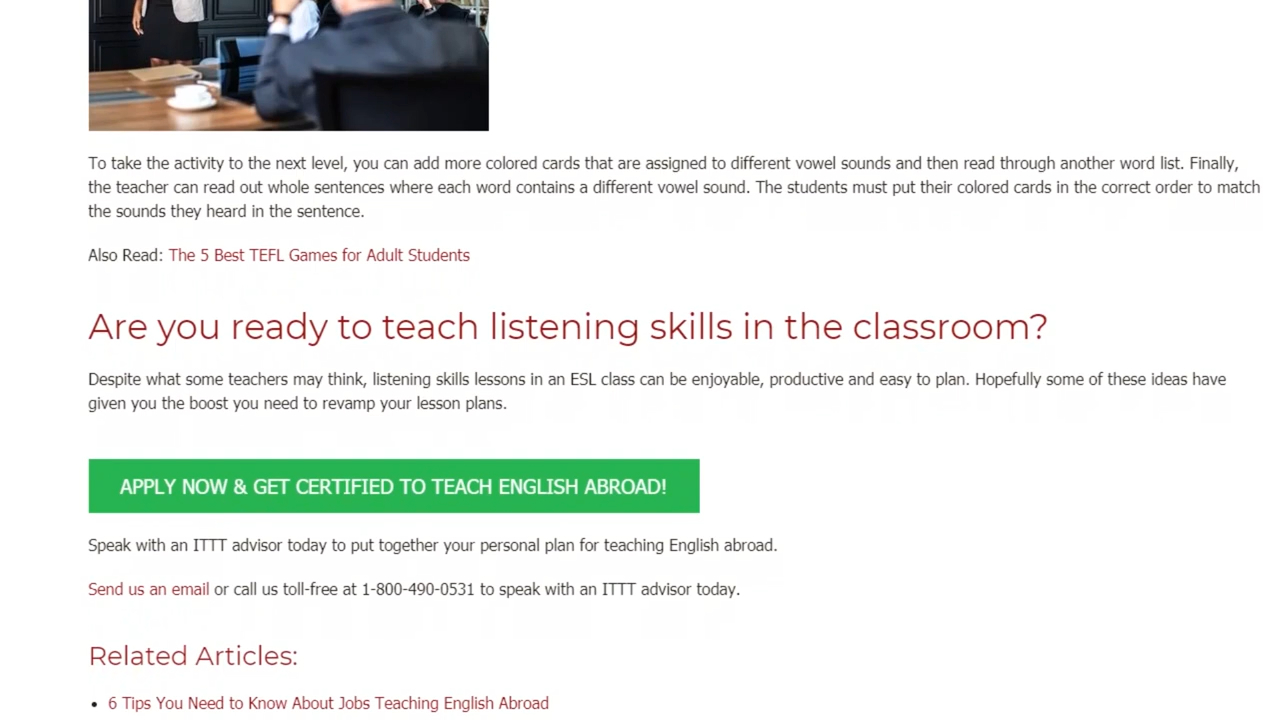 To take the activity to the next level, you can add more colored cards that are assigned to different vowel sounds and then read through another word list. Finally,
the teacher can read out whole sentences where each word contains a different vowel sound. The students must put their colored cards in the correct order to match
the sounds they heard in the sentence.
Also Read: The 5 Best TEFL Games for Adult Students
Are you ready to teach listening skills in the classroom?
Despite what some teachers may think, listening skills lessons in an ESL class can be enjoyable, productive and easy to plan. Hopefully some of these ideas have
given you the boost you need to revamp your lesson plans.
APPLY NOW & GET CERTIFIED TO TEACH ENGLISH ABROAD!
Speak with an ITTT advisor today to put together your personal plan for teaching English abroad.
Send us an email or call us toll-free at 1-800-490-0531 to speak with an ITTT advisor today.
Related Articles:
• 6 Tips You Need to Know About Jobs Teaching English Abroad